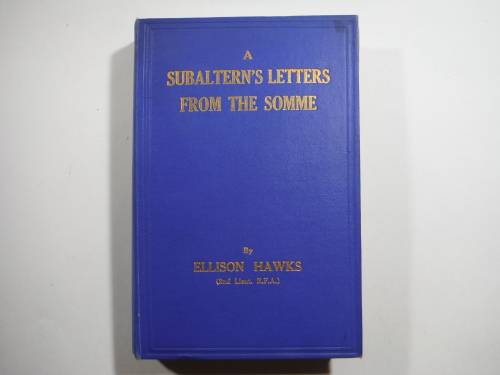 A
SUBALTERN'S LETTERS
FROM THE SOMME
By
ELLISON HAWKS
(2nd Lieut. R.F.A.)